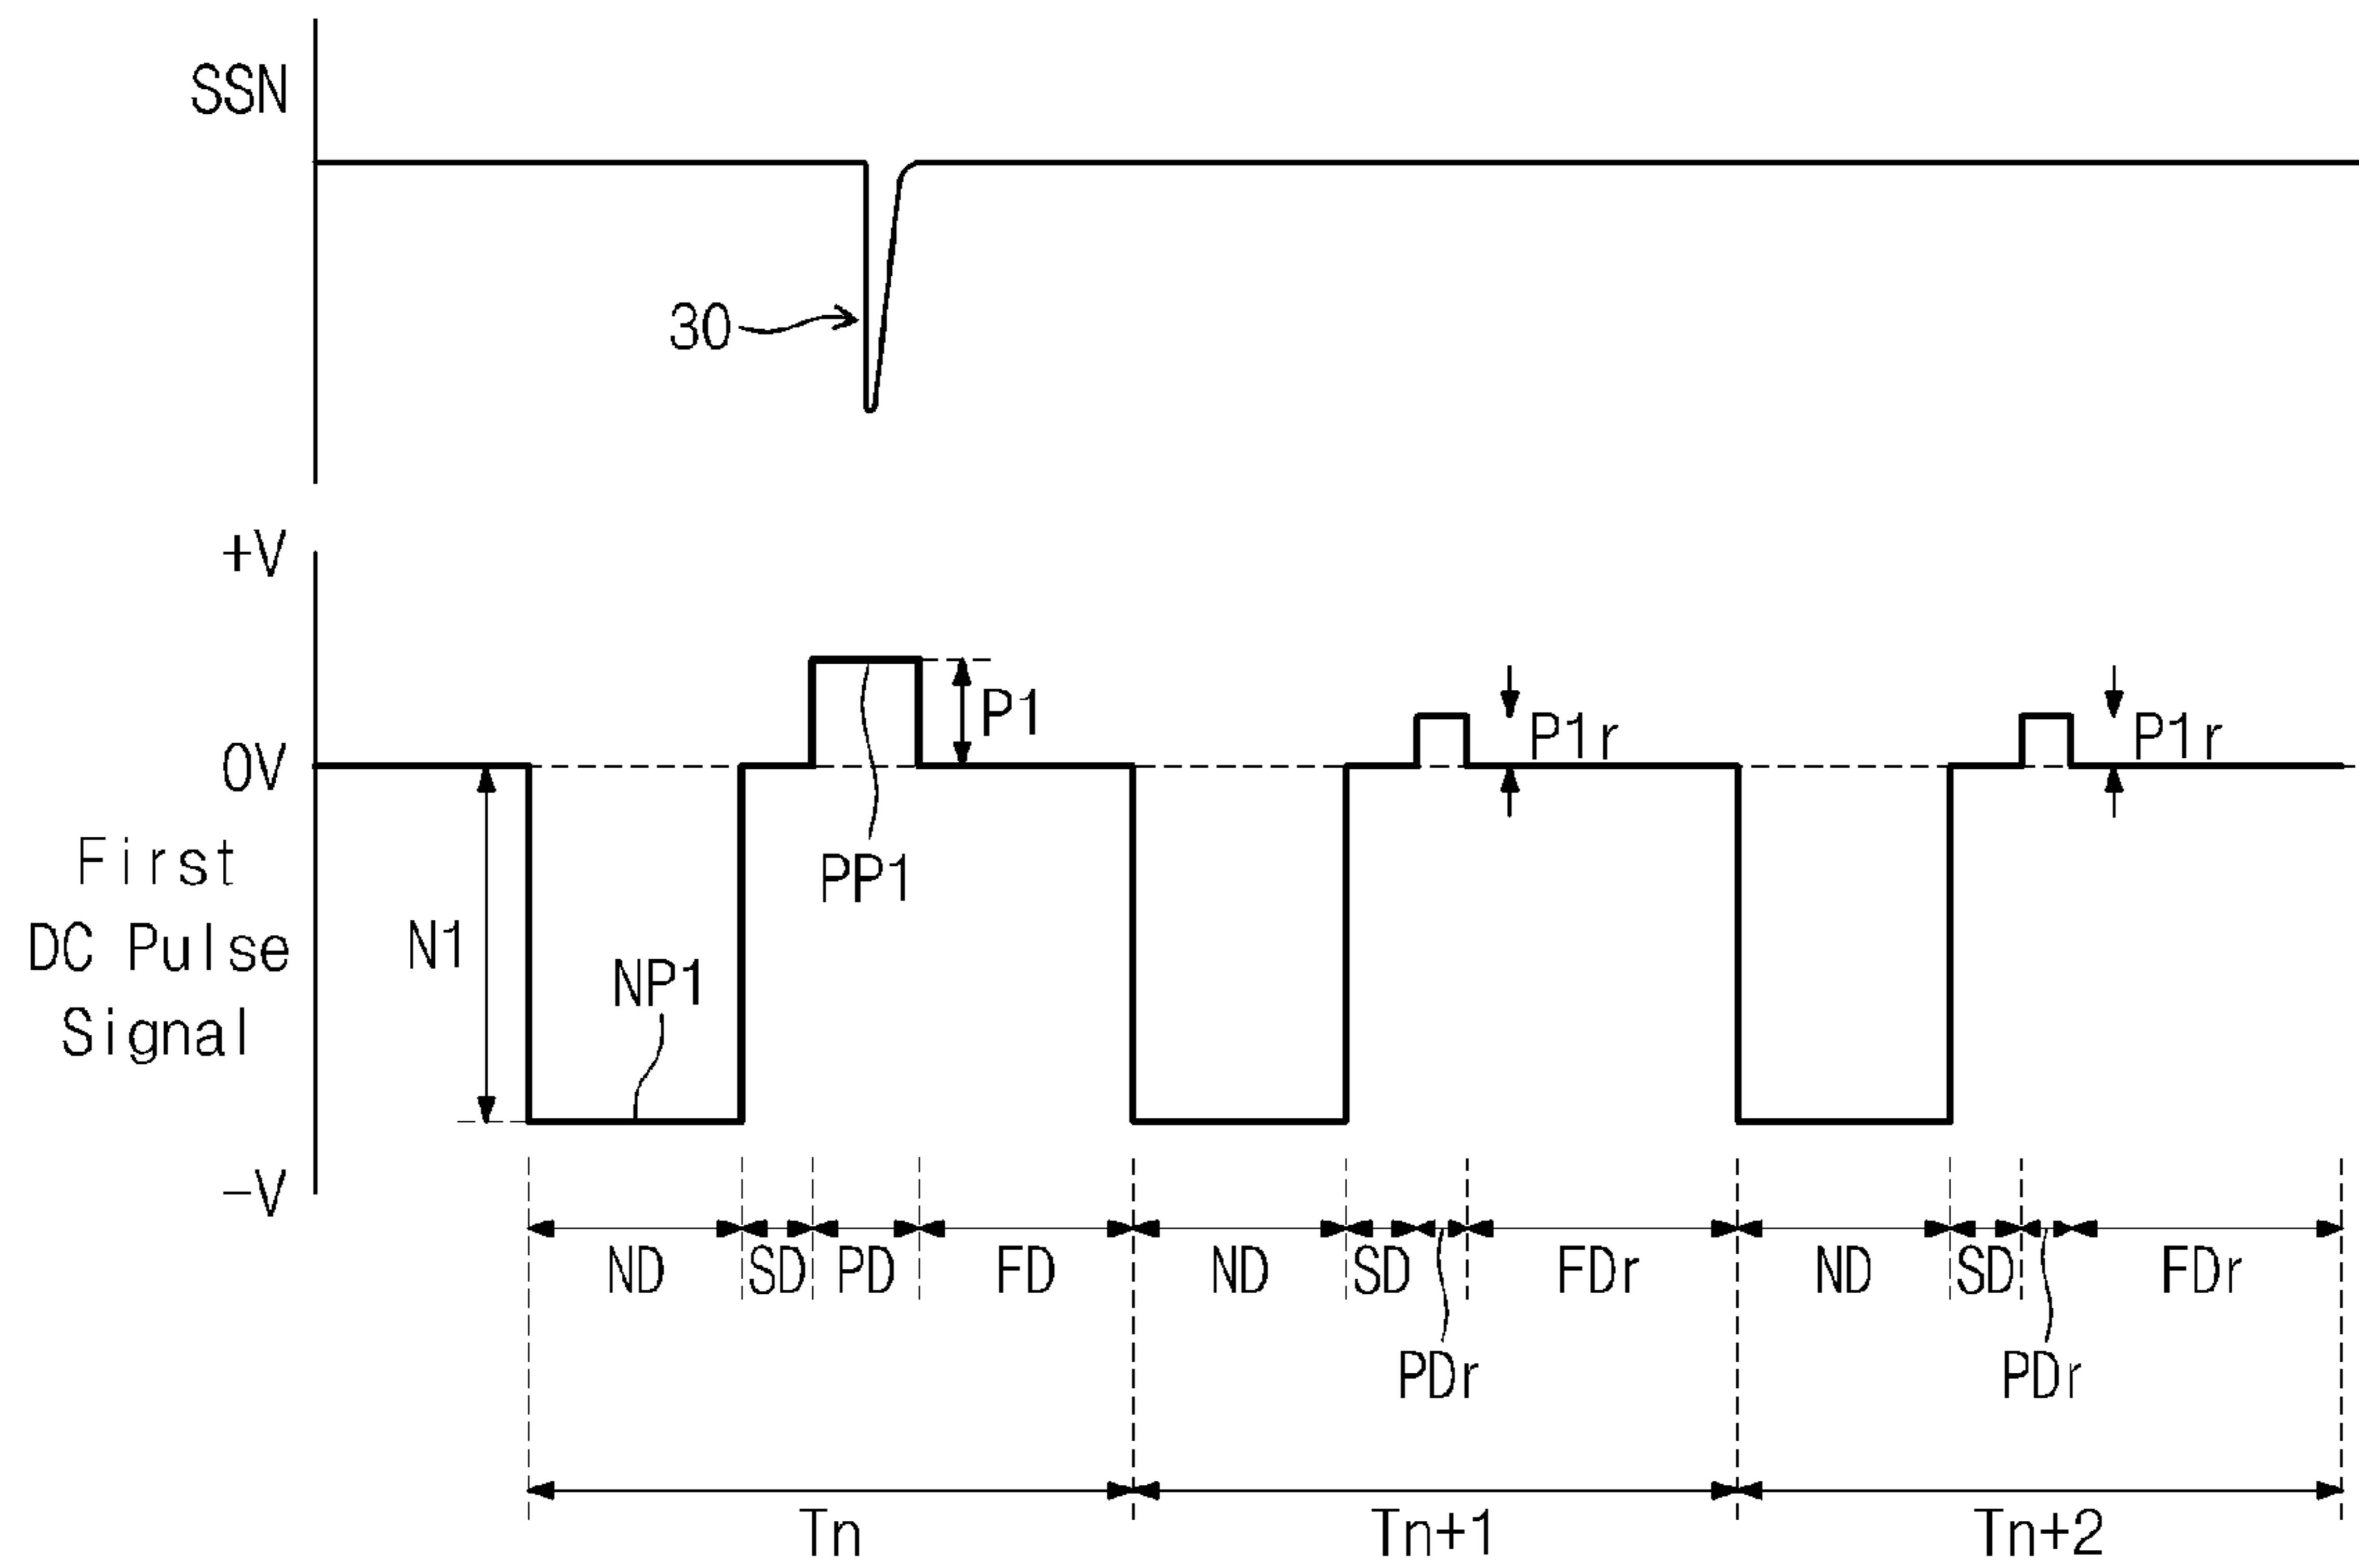 SSN
30
+V
P1
P1r
P1r
0V
PP1
First
DC Pulse
Signal
N1
NP1
-V
ND
SD
PD
FD
ND
SD
FDr
ND
SD
FDr
PDr
PDr
Tn
Tn+1
Tn+2